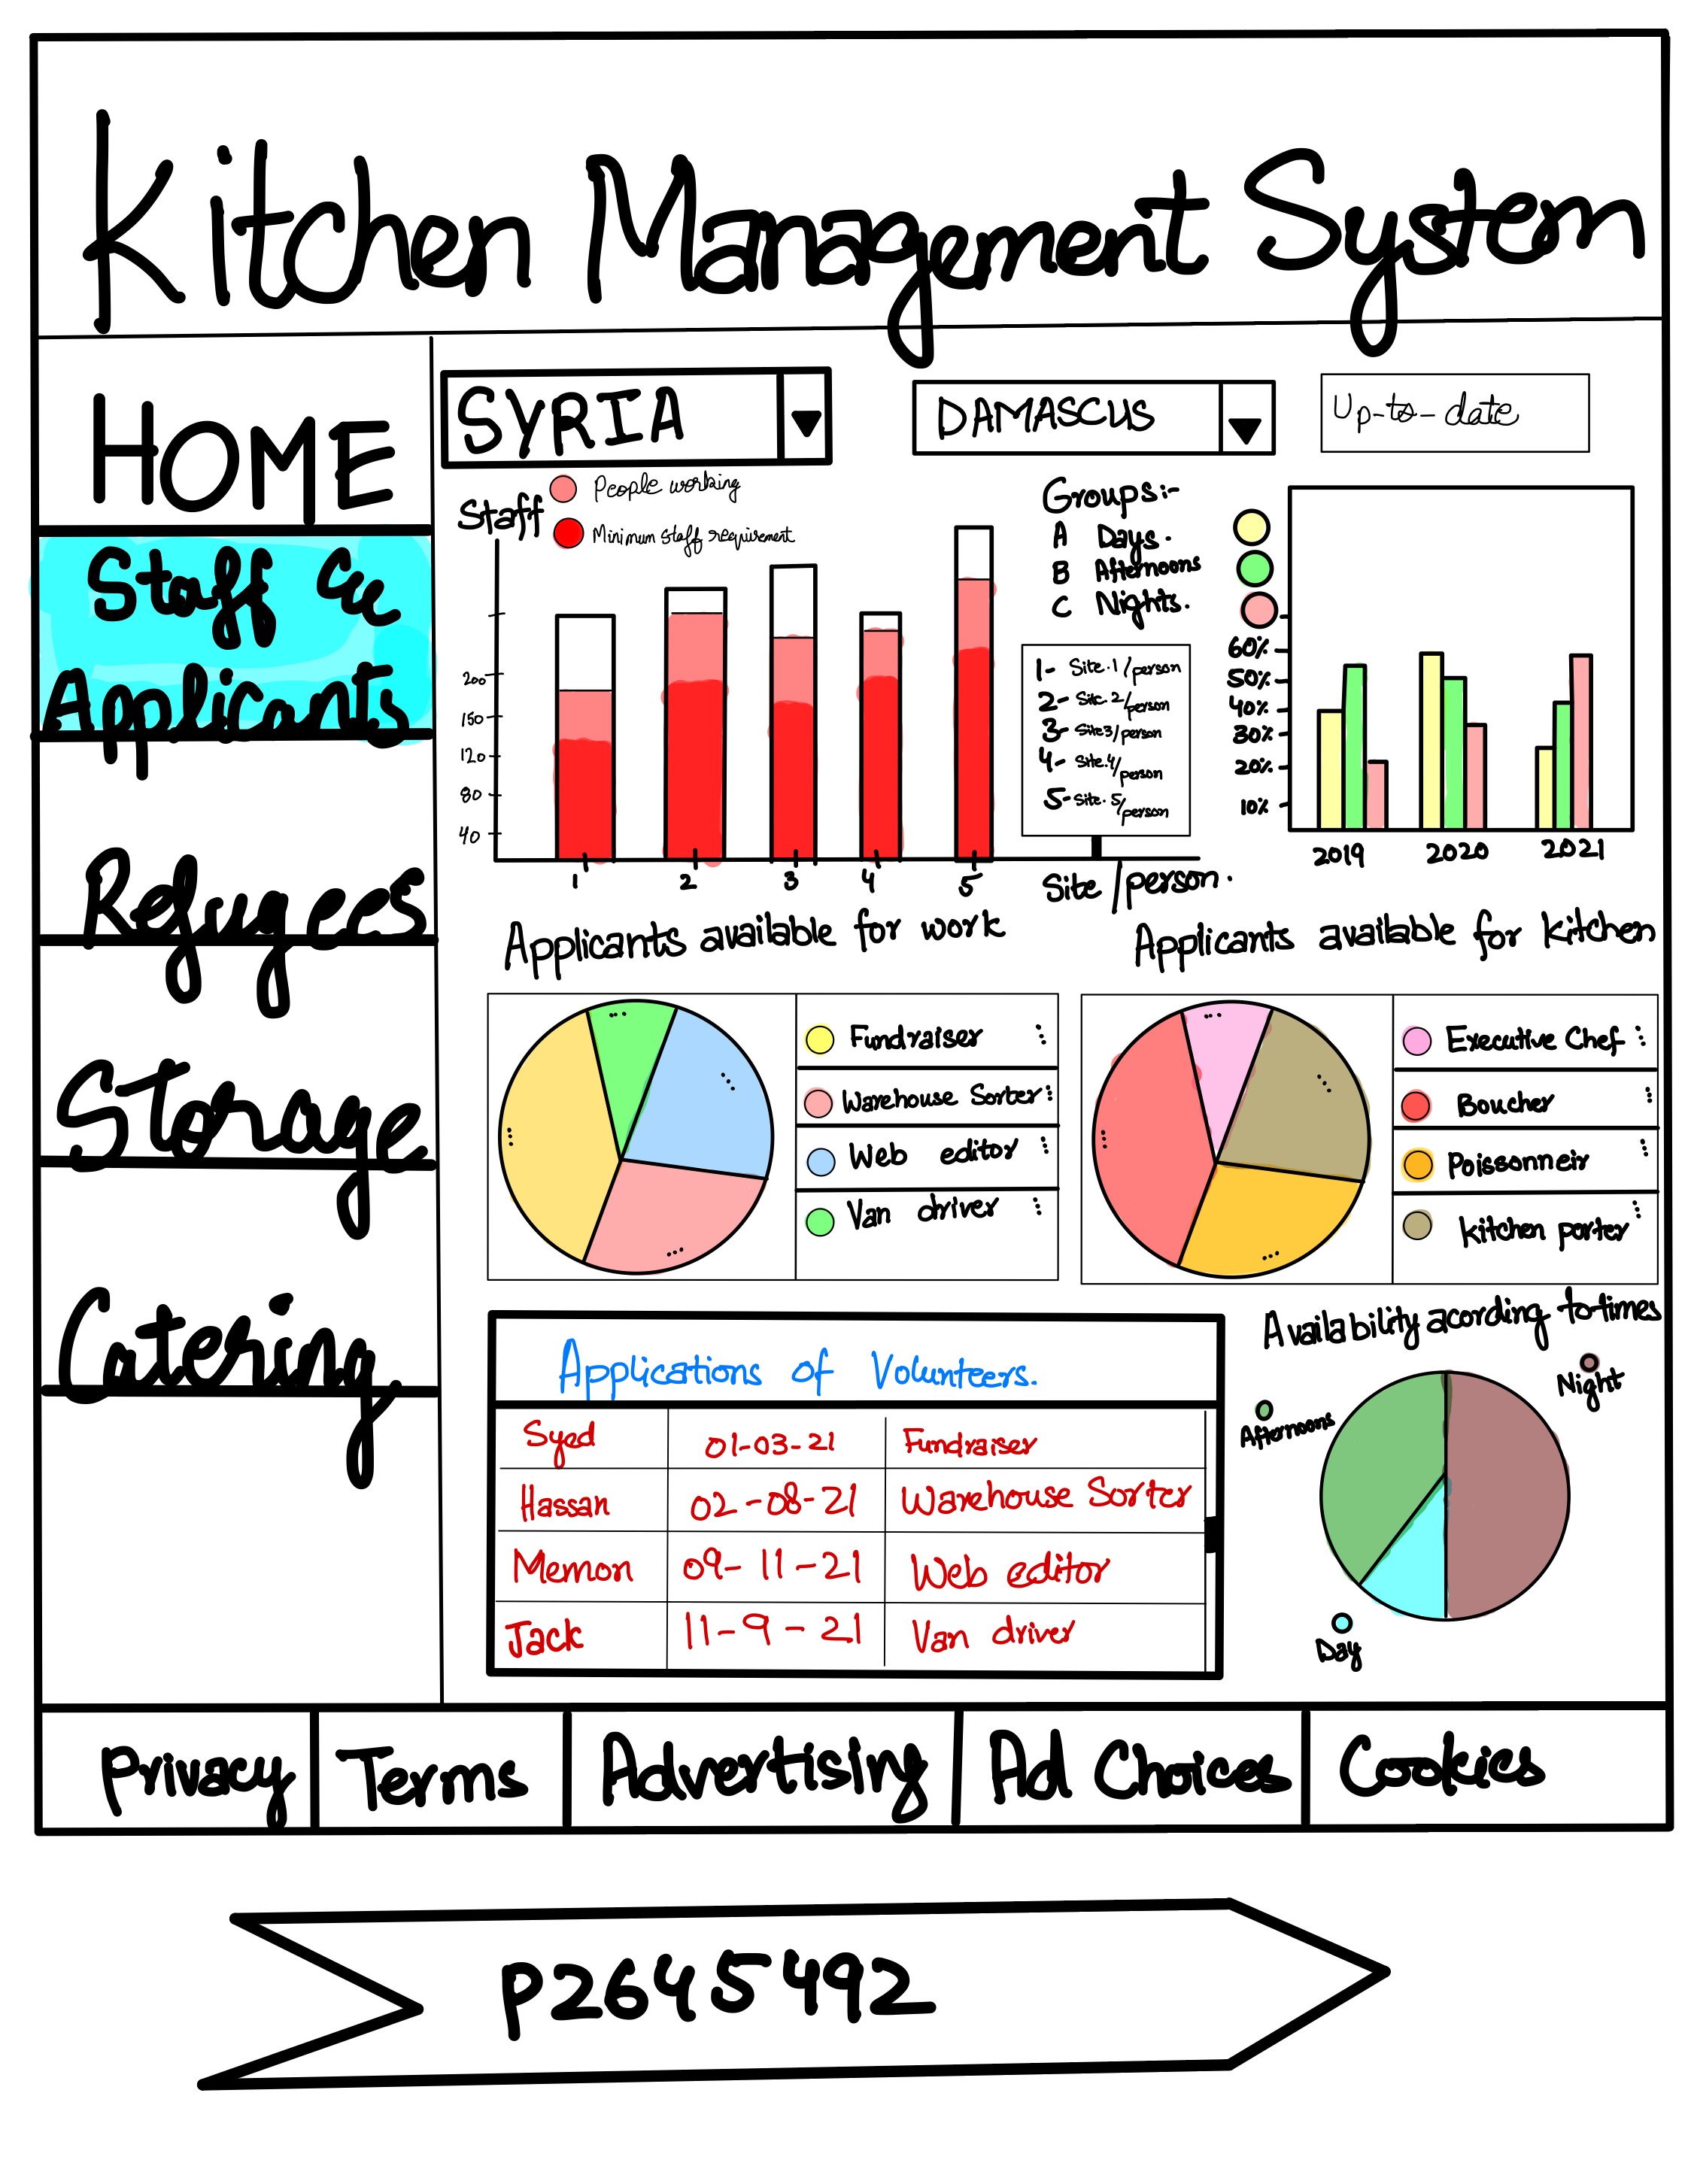 Kitchen Management System
HOME
Staff &
Applicants
Refugees
Storage
Catering
SYRIA
DAMASCUS
Up-to-date
Staff
People working
Minimum staff requirement
200
150
120
80
40
1 2 3 4 5
Site/person.
Groups:-
A Days.
B Afternoons
C Nights.
1- Site.1/person
2- Site.2/person
3- Site3/person
4- Site.4/person
5- Site.5/person
60%
50%
40%
30%
20%
10%
2019 2020 2021
Applicants available for work
Fundraiser
Warehouse Sorter
Web editor
Van driver
Applicants available for kitchen
Executive Chef
Boucher
Poissonneir
kitchen porter
Applications of Volunteers.
Syed 01-03-21 Fundraiser
Hassan 02-08-21 Warehouse Sorter
Memon 09-11-21 Web editor
Jack 11-9-21 Van driver
Availability acording to times
Night
Afternoons
Day
Privacy Terms Advertising Ad Choices Cookies
P2645492